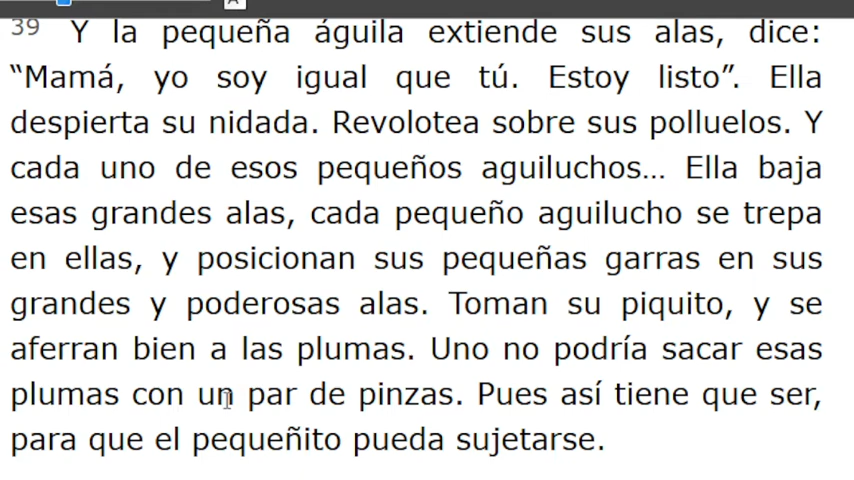 39 Y la pequeña águila extiende sus alas, dice:
“Mamá, yo soy igual que tú. Estoy listo”. Ella
despierta su nidada. Revolotea sobre sus polluelos. Y
cada uno de esos pequeños aguiluchos... Ella baja
esas grandes alas, cada pequeño aguilucho se trepa
en ellas, y posicionan sus pequeñas garras en sus
grandes y poderosas alas. Toman su piquito, y se
aferran bien a las plumas. Uno no podría sacar esas
plumas con un par de pinzas. Pues así tiene que ser,
para que el pequeñito pueda sujetarse.